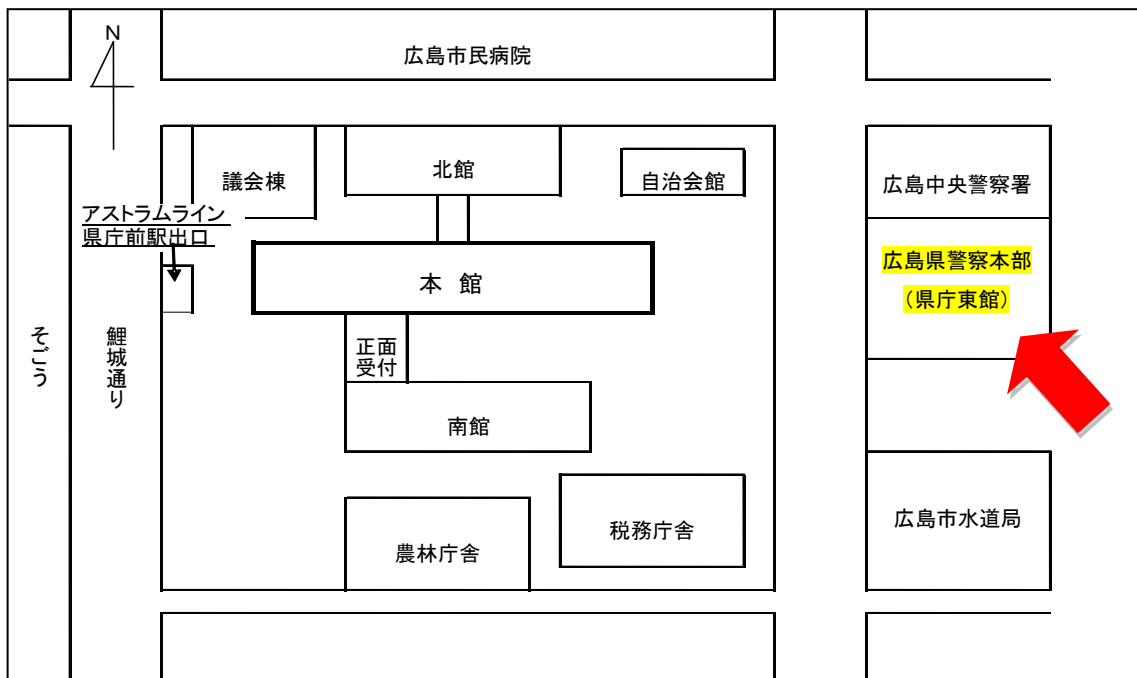 N
広島市民病院
議会棟
北館
自治会館
広島中央警察署
アストラムライン
県庁前駅出口
本 館
広島県警察本部
（県庁東館）
そごう
鯉城通り
正面
受付
南館
農林庁舎
税務庁舎
広島市水道局